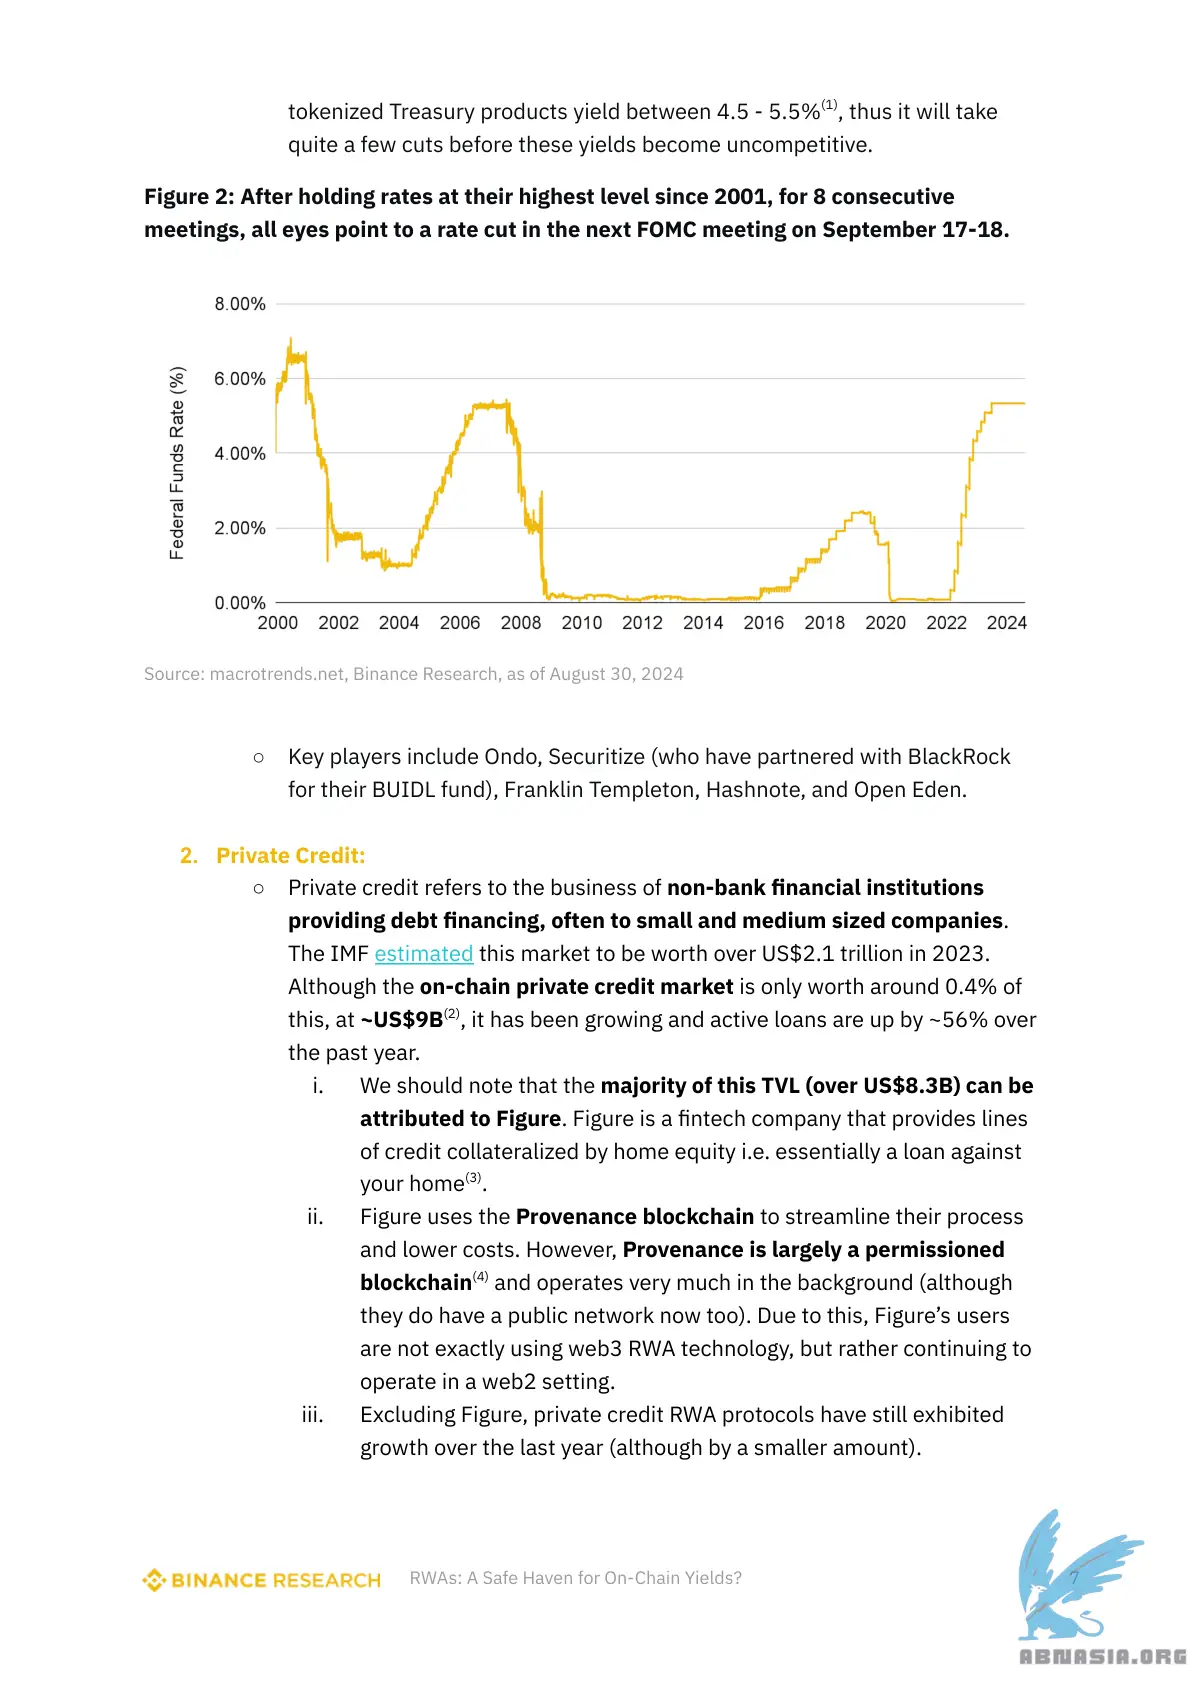 tokenized Treasury products yield between 4.5 - 5.5%(1), thus it will take
quite a few cuts before these yields become uncompetitive.
Figure 2: After holding rates at their highest level since 2001, for 8 consecutive
meetings, all eyes point to a rate cut in the next FOMC meeting on September 17-18.
Federal Funds Rate (%)
8.00%
6.00%
4.00%
2.00%
0.00%
2000 2002 2004 2006 2008 2010 2012 2014 2016 2018 2020 2022 2024
Source: macrotrends.net, Binance Research, as of August 30, 2024
○ Key players include Ondo, Securitize (who have partnered with BlackRock
for their BUIDL fund), Franklin Templeton, Hashnote, and Open Eden.
2. Private Credit:
○ Private credit refers to the business of non-bank financial institutions
providing debt financing, often to small and medium sized companies.
The IMF estimated this market to be worth over US$2.1 trillion in 2023.
Although the on-chain private credit market is only worth around 0.4% of
this, at ~US$9B(2), it has been growing and active loans are up by ~56% over
the past year.
i. We should note that the majority of this TVL (over US$8.3B) can be
attributed to Figure. Figure is a fintech company that provides lines
of credit collateralized by home equity i.e. essentially a loan against
your home(3).
ii. Figure uses the Provenance blockchain to streamline their process
and lower costs. However, Provenance is largely a permissioned
blockchain(4) and operates very much in the background (although
they do have a public network now too). Due to this, Figure’s users
are not exactly using web3 RWA technology, but rather continuing to
operate in a web2 setting.
iii. Excluding Figure, private credit RWA protocols have still exhibited
growth over the last year (although by a smaller amount).
BINANCE RESEARCH RWAs: A Safe Haven for On-Chain Yields? 7
ABNASIA.ORG